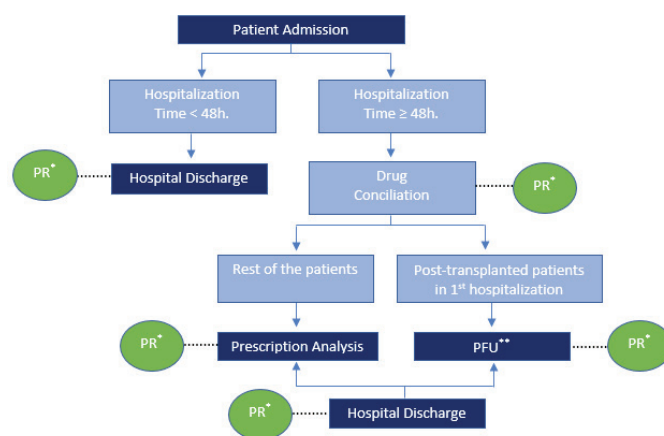 Patient Admission
Hospitalization
Time < 48h.
Hospitalization
Time ≥ 48h.
PR*
Hospital Discharge
Drug
Conciliation
PR*
Rest of the patients
Post-transplanted patients
in 1st hospitalization
PR*
Prescription Analysis
PFU**
PR*
PR*
Hospital Discharge